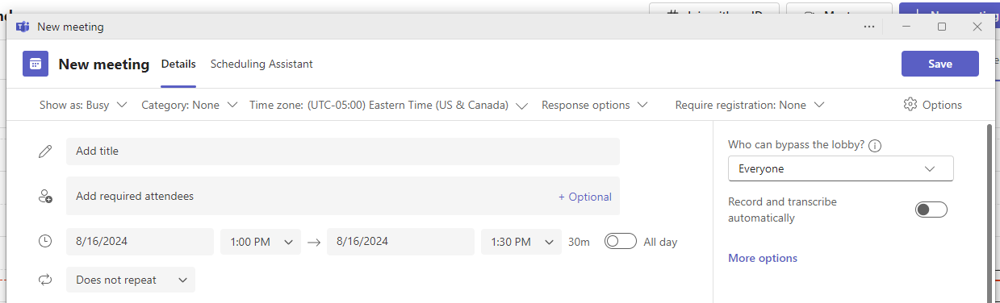 New meeting
New meeting Details Scheduling Assistant Save
Show as: Busy Category: None Time zone: (UTC-05:00) Eastern Time (US & Canada) Response options Require registration: None Options
Add title
Add required attendees + Optional
8/16/2024 1:00 PM → 8/16/2024 1:30 PM 30m All day
Does not repeat
Who can bypass the lobby?
Everyone
Record and transcribe
automatically
More options